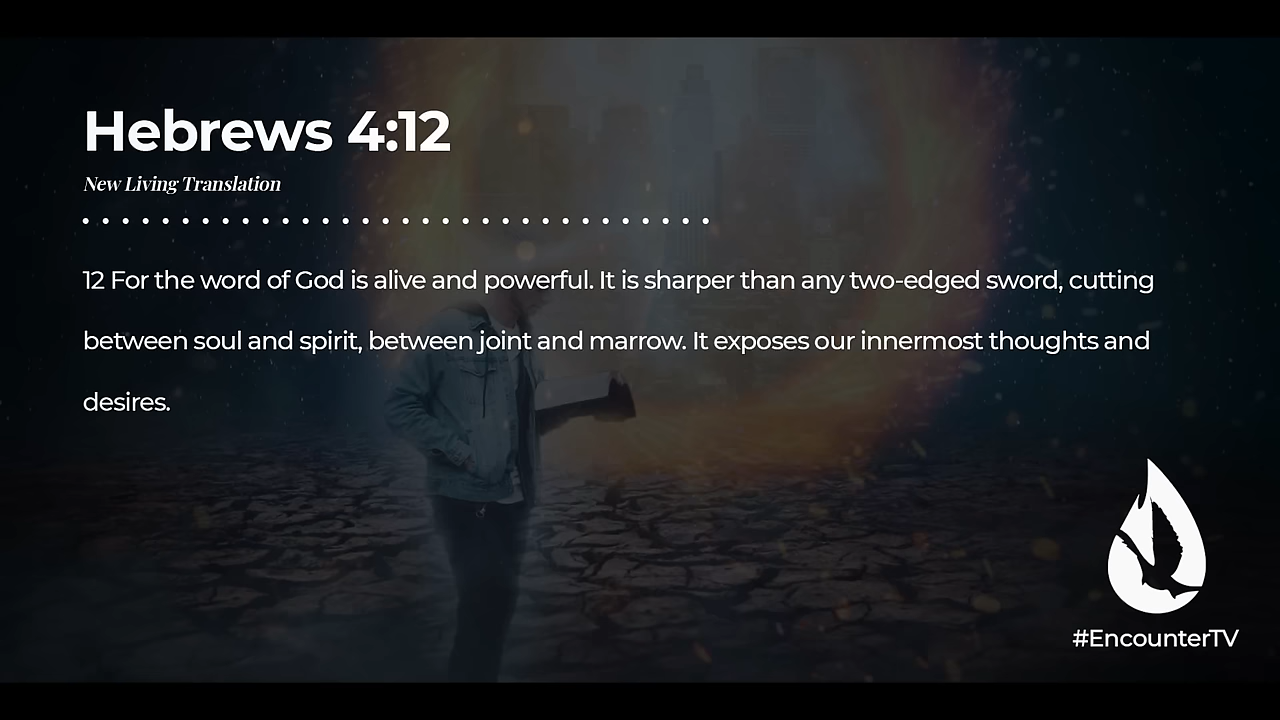 Hebrews 4:12
New Living Translation
12 For the word of God is alive and powerful. It is sharper than any two-edged sword, cutting
between soul and spirit, between joint and marrow. It exposes our innermost thoughts and
desires.
#EncounterTV